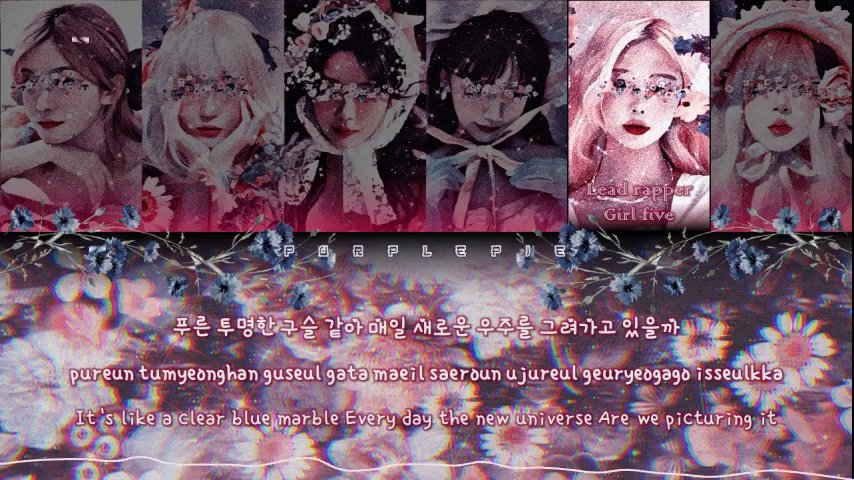 Lead rapper
Girl five
P U R P L E P I E
푸른 투명한 구슬 같아 매일 새로운 우주를 그려가고 있을까
pureun tumyeonghan guseul gata maeil saeroun ujureul geuryeogago isseulkka
It's like a clear blue marble Every day the new universe Are we picturing it